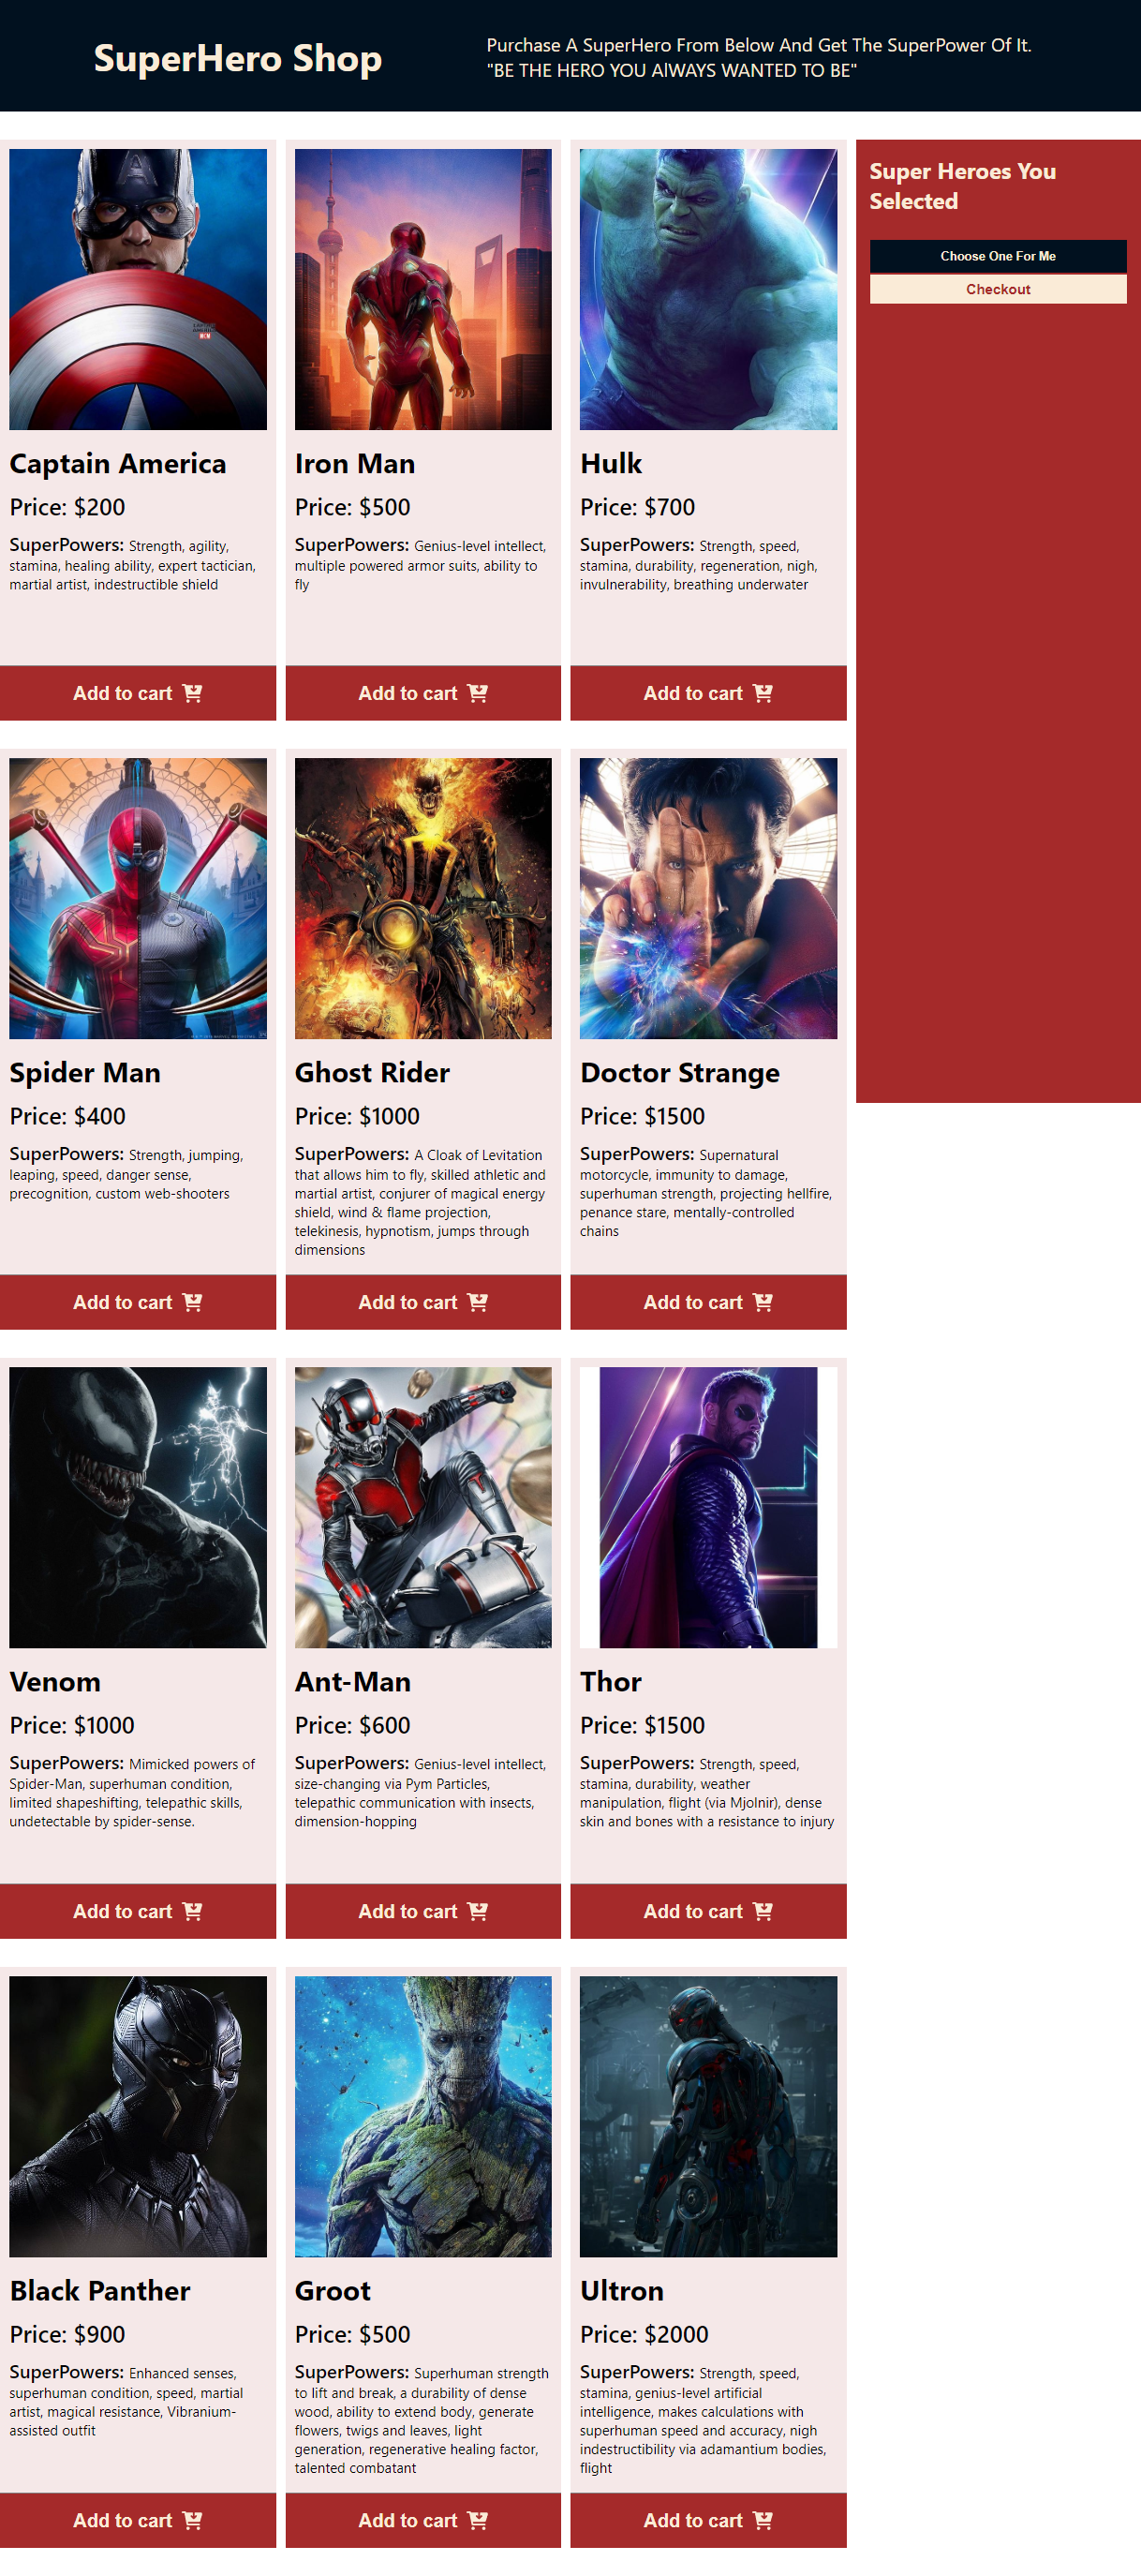 SuperHero Shop
Purchase A SuperHero From Below And Get The SuperPower Of It.
"BE THE HERO YOU AlWAYS WANTED TO BE"
Captain America
Price: $200
SuperPowers: Strength, agility,
stamina, healing ability, expert tactician,
martial artist, indestructible shield
Add to cart
Iron Man
Price: $500
SuperPowers: Genius-level intellect,
multiple powered armor suits, ability to
fly
Add to cart
Hulk
Price: $700
SuperPowers: Strength, speed,
stamina, durability, regeneration, nigh,
invulnerability, breathing underwater
Add to cart
Super Heroes You
Selected
Choose One For Me
Checkout
Spider Man
Price: $400
SuperPowers: Strength, jumping,
leaping, speed, danger sense,
precognition, custom web-shooters
Add to cart
Ghost Rider
Price: $1000
SuperPowers: A Cloak of Levitation
that allows him to fly, skilled athletic and
martial artist, conjurer of magical energy
shield, wind & flame projection,
telekinesis, hypnotism, jumps through
dimensions
Add to cart
Doctor Strange
Price: $1500
SuperPowers: Supernatural
motorcycle, immunity to damage,
superhuman strength, projecting hellfire,
penance stare, mentally-controlled
chains
Add to cart
Venom
Price: $1000
SuperPowers: Mimicked powers of
Spider-Man, superhuman condition,
limited shapeshifting, telepathic skills,
undetectable by spider-sense.
Add to cart
Ant-Man
Price: $600
SuperPowers: Genius-level intellect,
size-changing via Pym Particles,
telepathic communication with insects,
dimension-hopping
Add to cart
Thor
Price: $1500
SuperPowers: Strength, speed,
stamina, durability, weather
manipulation, flight (via Mjolnir), dense
skin and bones with a resistance to injury
Add to cart
Black Panther
Price: $900
SuperPowers: Enhanced senses,
superhuman condition, speed, martial
artist, magical resistance, Vibranium-
assisted outfit
Add to cart
Groot
Price: $500
SuperPowers: Superhuman strength
to lift and break, a durability of dense
wood, ability to extend body, generate
flowers, twigs and leaves, light
generation, regenerative healing factor,
talented combatant
Add to cart
Ultron
Price: $2000
SuperPowers: Strength, speed,
stamina, genius-level artificial
intelligence, makes calculations with
superhuman speed and accuracy, nigh
indestructibility via adamantium bodies,
flight
Add to cart